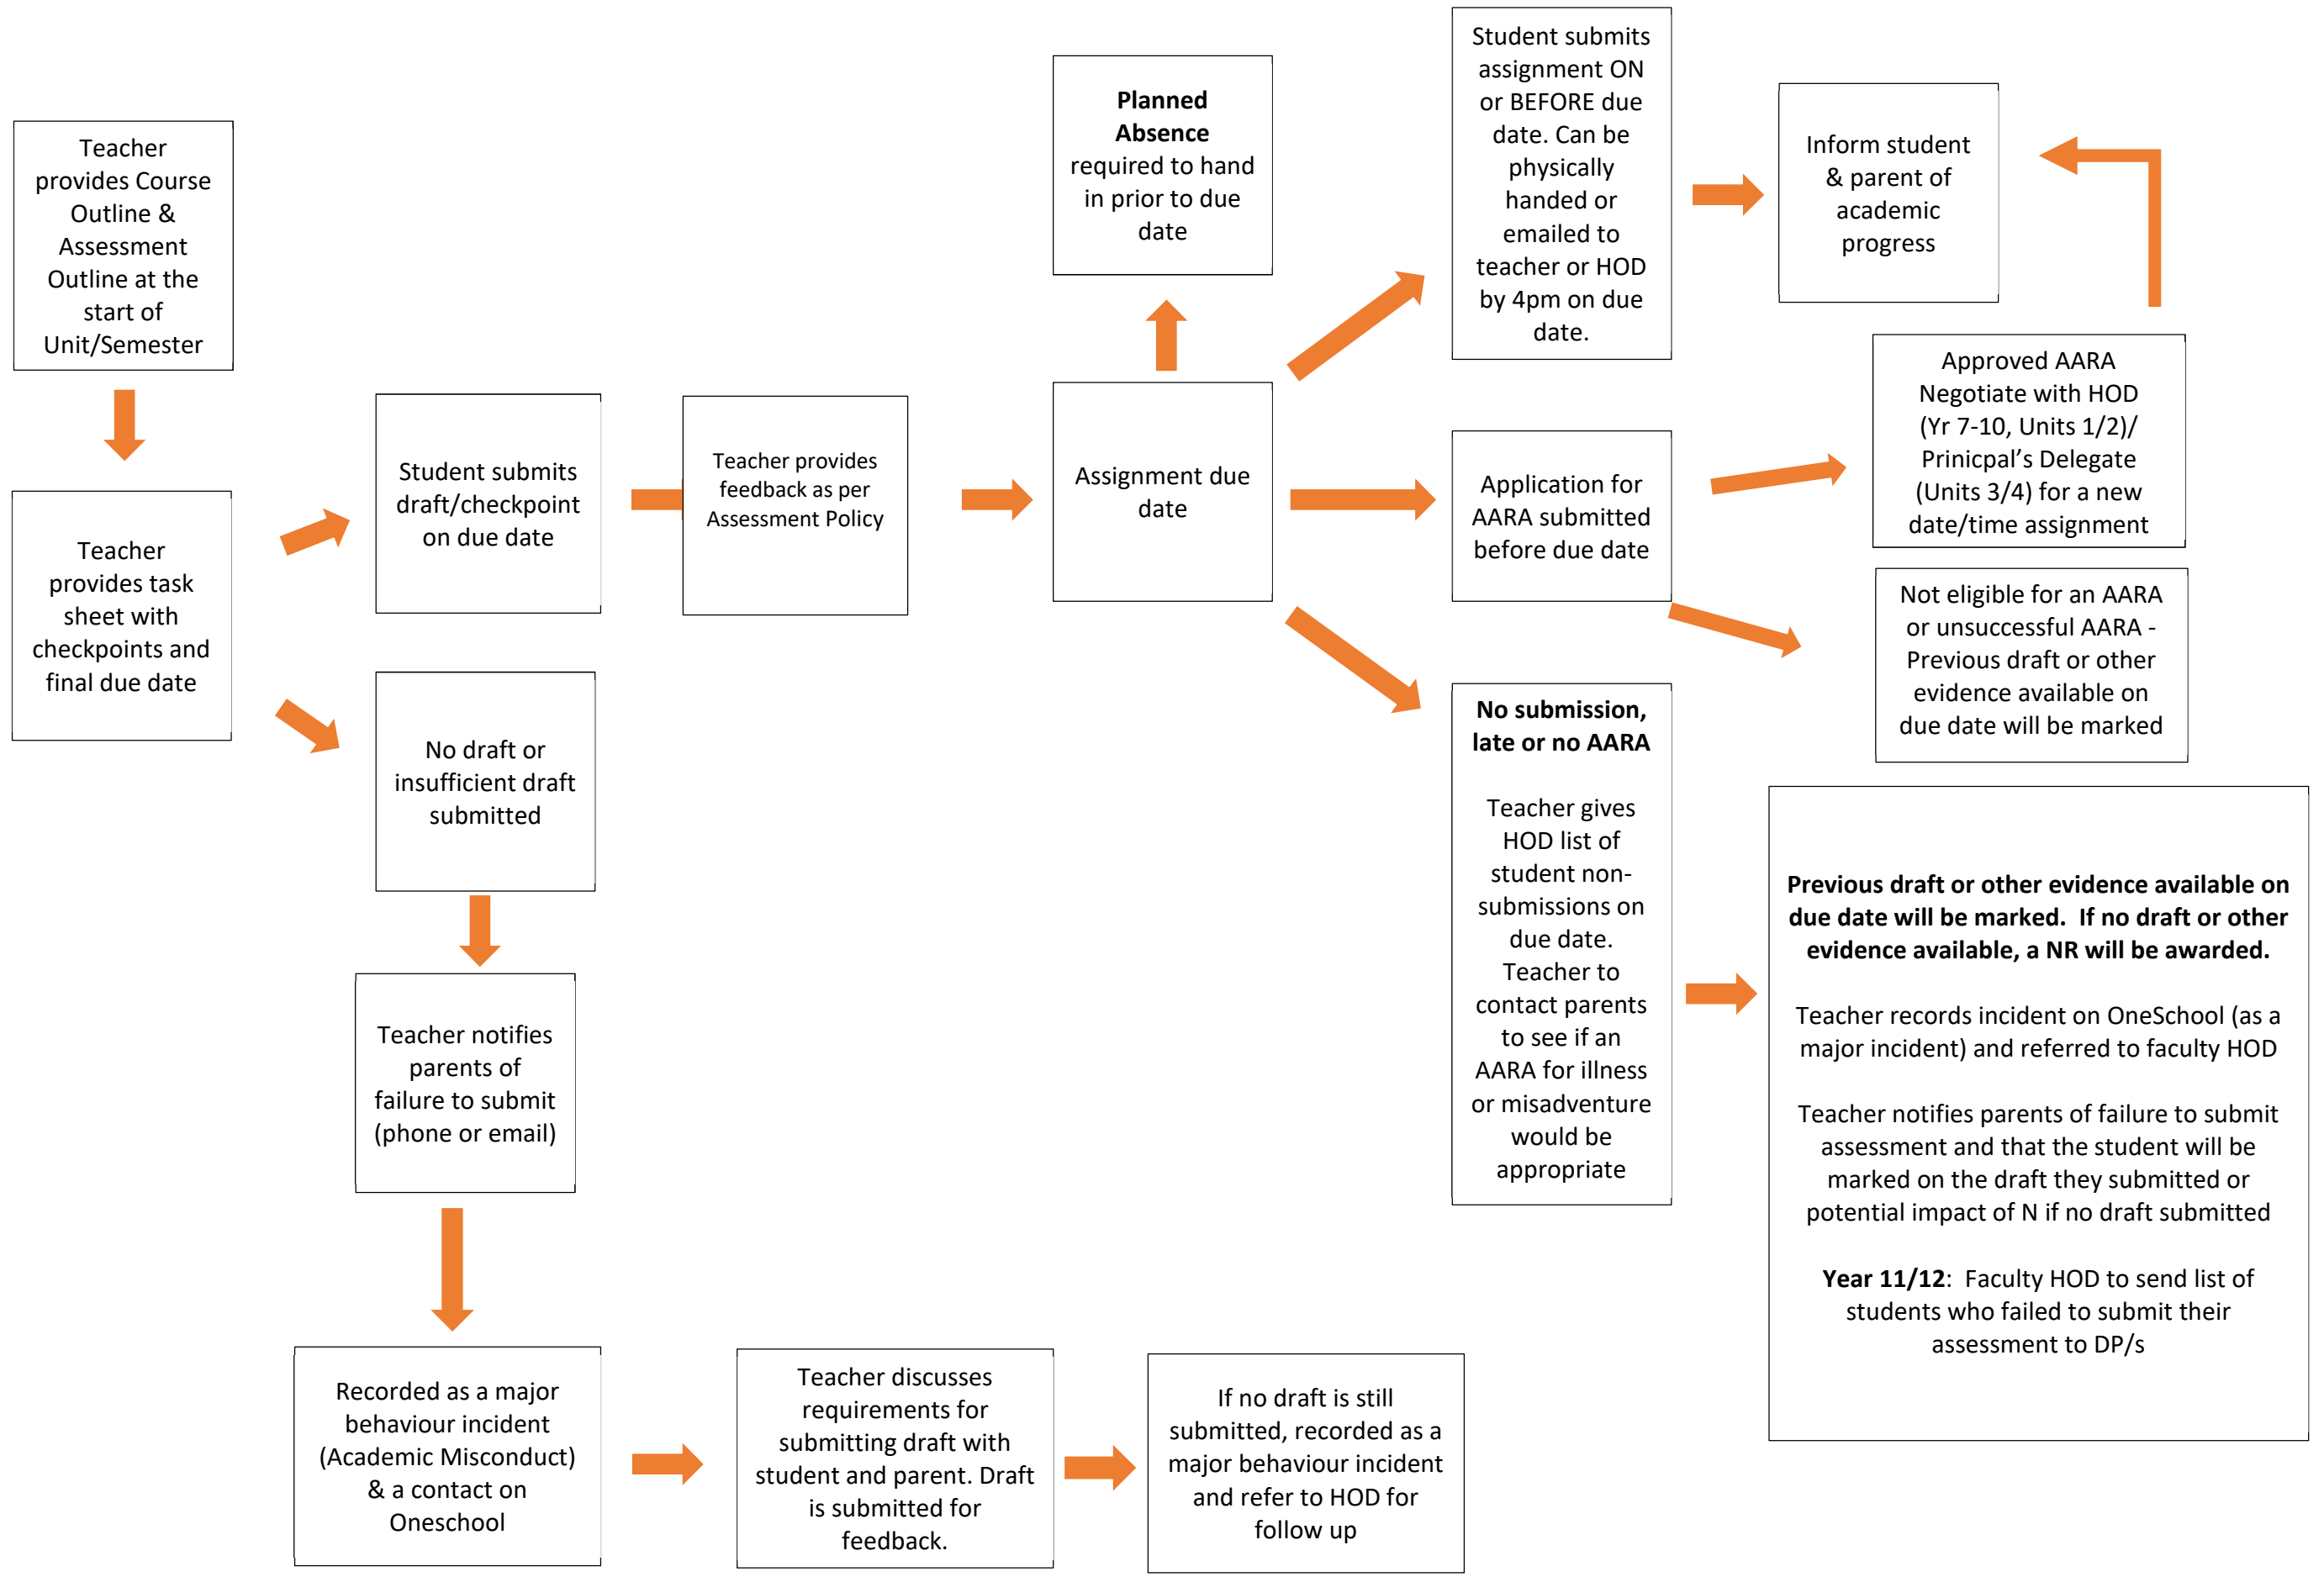 Teacher
provides Course
Outline &
Assessment
Outline at the
start of
Unit/Semester
Teacher
provides task
sheet with
checkpoints and
final due date
Student submits
draft/checkpoint
on due date
Teacher provides
feedback as per
Assessment Policy
No draft or
insufficient draft
submitted
Teacher notifies
parents of
failure to submit
(phone or email)
Recorded as a major
behaviour incident
(Academic Misconduct)
& a contact on
Oneschool
Teacher discusses
requirements for
submitting draft with
student and parent. Draft
is submitted for
feedback.
If no draft is still
submitted, recorded as a
major behaviour incident
and refer to HOD for
follow up
Planned
Absence
required to hand
in prior to due
date
Assignment due
date
Student submits
assignment ON
or BEFORE due
date. Can be
physically
handed or
emailed to
teacher or HOD
by 4pm on due
date.
Inform student
& parent of
academic
progress
Application for
AARA submitted
before due date
Approved AARA
Negotiate with HOD
(Yr 7-10, Units 1/2)/
Prinicpal's Delegate
(Units 3/4) for a new
date/time assignment
Not eligible for an AARA
or unsuccessful AARA -
Previous draft or other
evidence available on
due date will be marked
No submission,
late or no AARA
Teacher gives
HOD list of
student non-
submissions on
due date.
Teacher to
contact parents
to see if an
AARA for illness
or misadventure
would be
appropriate
Previous draft or other evidence available on
due date will be marked.  If no draft or other
evidence available, a NR will be awarded.
Teacher records incident on OneSchool (as a
major incident) and referred to faculty HOD
Teacher notifies parents of failure to submit
assessment and that the student will be
marked on the draft they submitted or
potential impact of N if no draft submitted
Year 11/12:  Faculty HOD to send list of
students who failed to submit their
assessment to DP/s